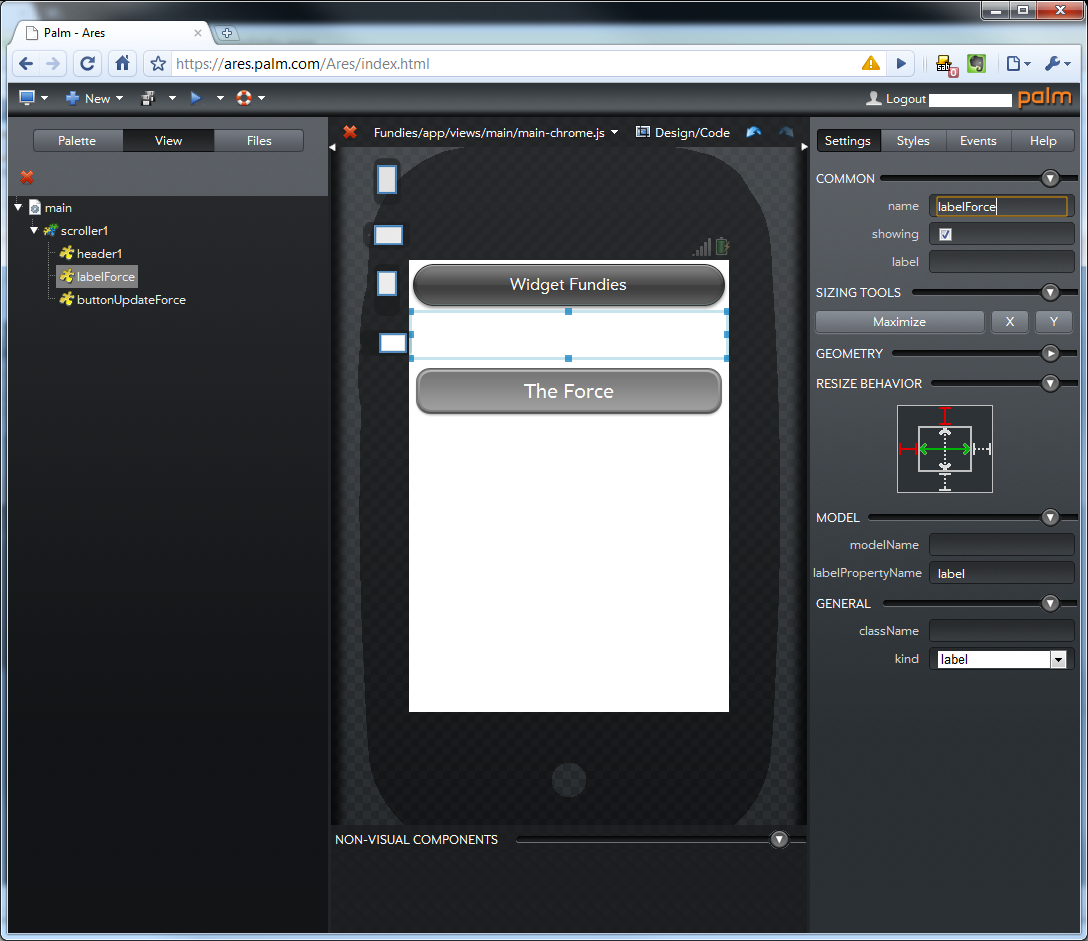 Palm - Ares
https://ares.palm.com/Ares/index.html
sab
0
New
Logout
palm
Palette View Files
Fundies/app/views/main/main-chrome.js
Design/Code
Settings Styles Events Help
main
scroller1
header1
labelForce
buttonUpdateForce
Widget Fundies
The Force
NON-VISUAL COMPONENTS
COMMON
name labelForce
showing
label
SIZING TOOLS
Maximize X Y
GEOMETRY
RESIZE BEHAVIOR
MODEL
modelName
labelPropertyName label
GENERAL
className
kind label